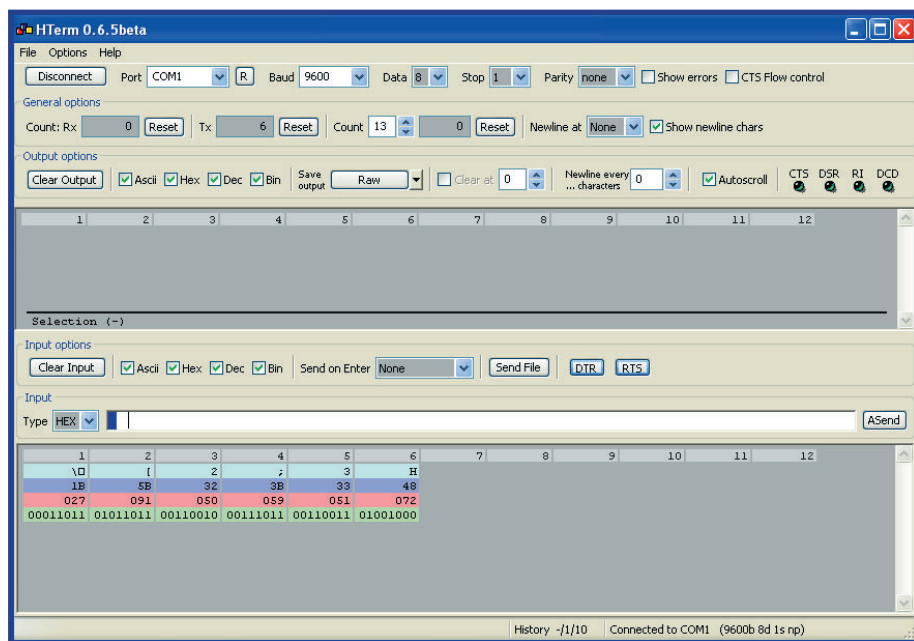 HTerm 0.6.5beta
File Options Help
Disconnect Port COM1 R Baud 9600 Data 8 Stop 1 Parity none Show errors CTS Flow control
General options
Count: Rx 0 Reset Tx 6 Reset Count 13 0 Reset Newline at None Show newline chars
Output options
Clear Output Ascii Hex Dec Bin Save output Raw Clear at 0 Newline every ... characters 0 Autoscroll CTS DSR RI DCD
1 2 3 4 5 6 7 8 9 10 11 12
Selection (-)
Input options
Clear Input Ascii Hex Dec Bin Send on Enter None Send File DTR RTS
Input
Type HEX ASend
1 2 3 4 5 6 7 8 9 10 11 12
\□ [ 2 ; 3 H
1B 5B 32 3B 33 48
027 091 050 059 051 072
00011011 01011011 00110010 00111011 00110011 01001000
History -/1/10 Connected to COM1 (9600b 8d 1s np)